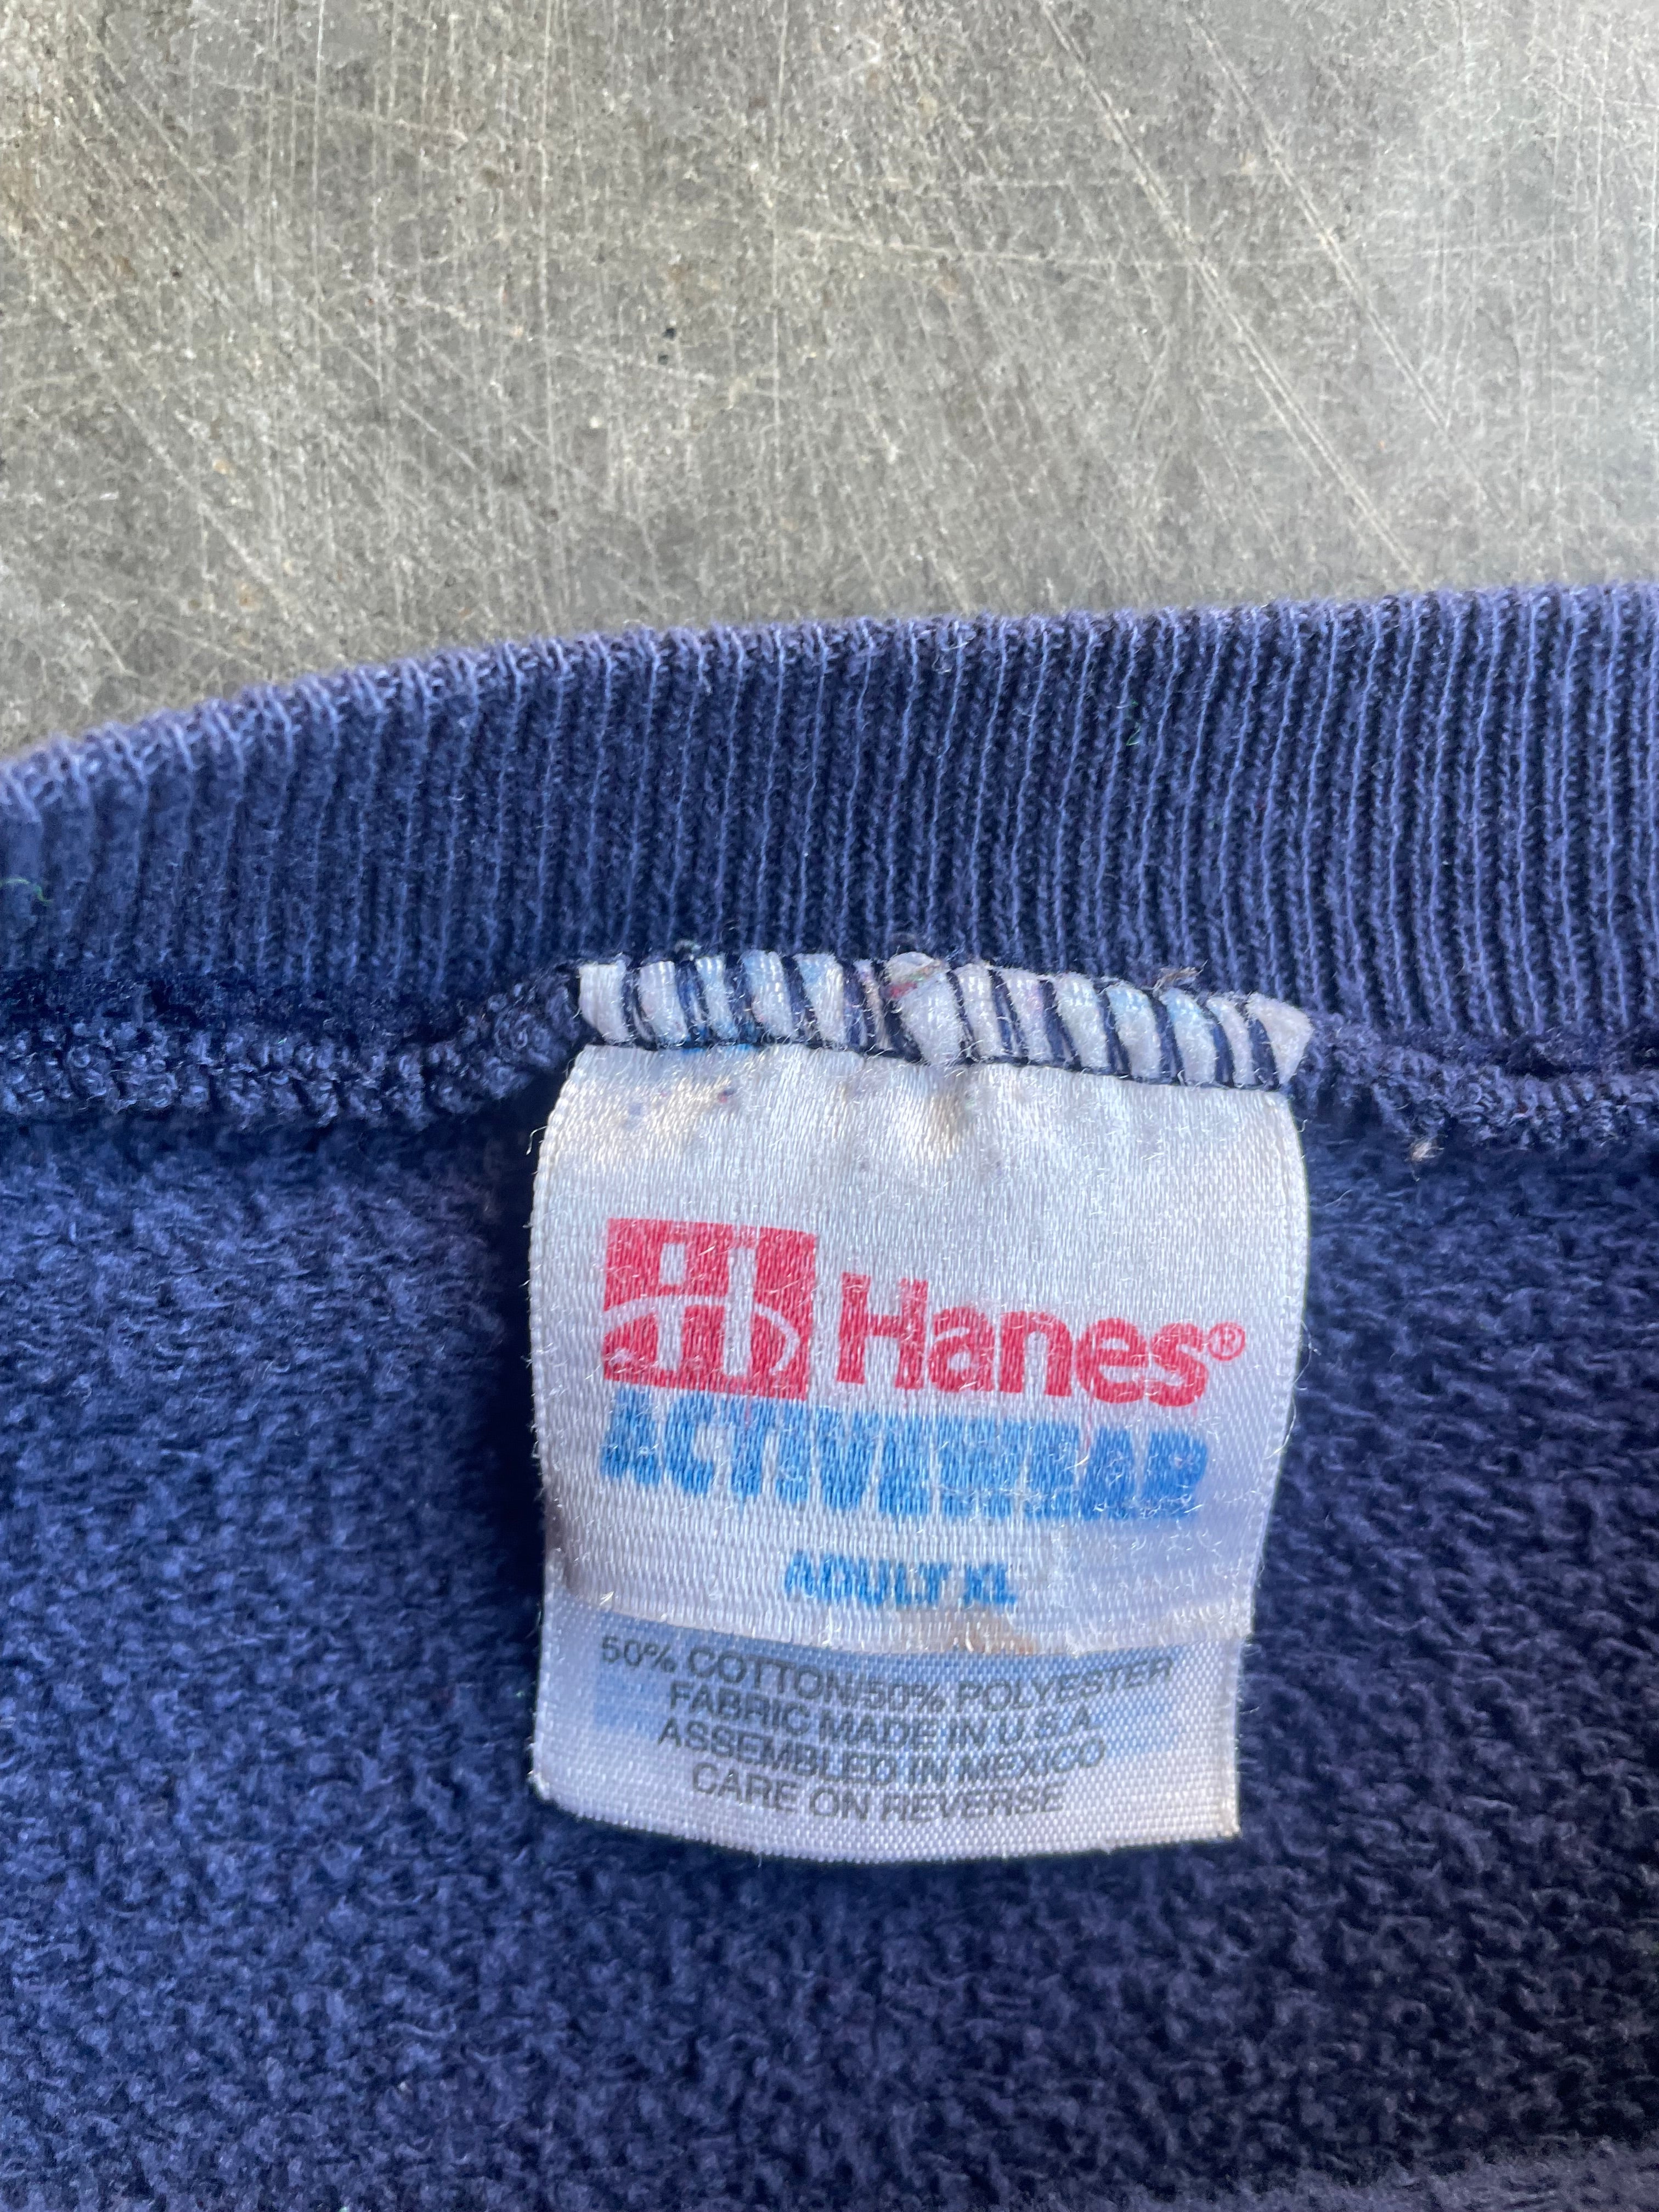 Hanes®
ACTIVEWEAR
ADULT XL
50% COTTON/50% POLYESTER
FABRIC MADE IN U.S.A
ASSEMBLED IN MEXICO
CARE ON REVERSE